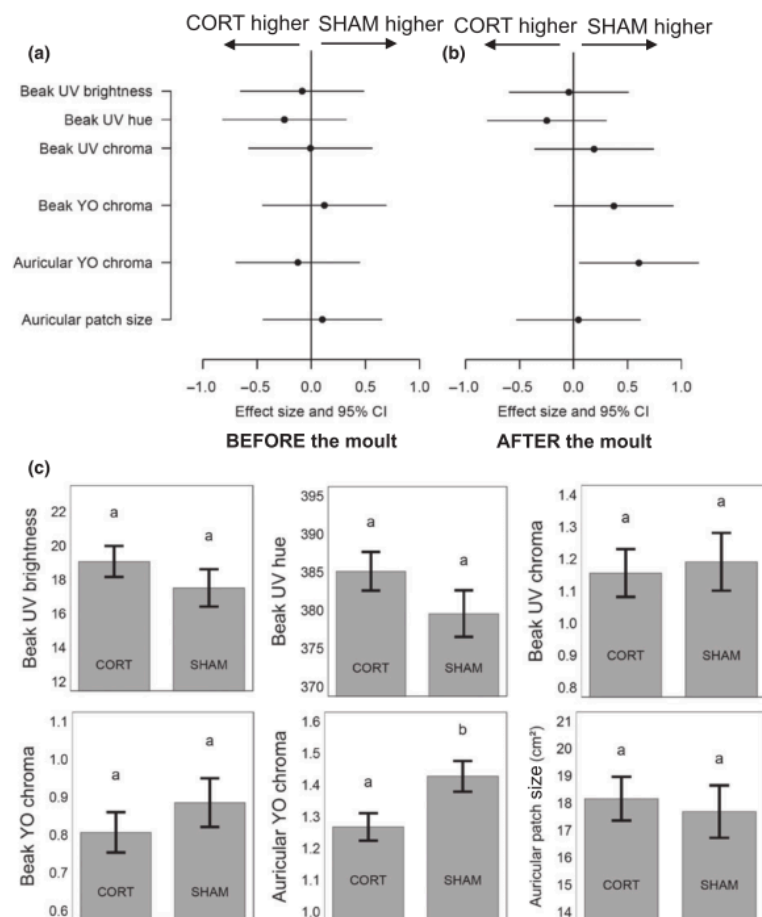 CORT higher SHAM higher CORT higher SHAM higher
(a) (b)
Beak UV brightness
Beak UV hue
Beak UV chroma
Beak YO chroma
Auricular YO chroma
Auricular patch size
–1.0 –0.5 0.0 0.5 1.0 –1.0 –0.5 0.0 0.5 1.0
Effect size and 95% CI Effect size and 95% CI
BEFORE the moult AFTER the moult
(c)
Beak UV brightness
22
20
18
16
14
12
a a
CORT SHAM
Beak UV hue
395
390
385
380
375
370
a a
CORT SHAM
Beak UV chroma
1.4
1.3
1.2
1.1
1.0
0.9
0.8
a a
CORT SHAM
Beak YO chroma
1.1
1.0
0.9
0.8
0.7
0.6
a a
CORT SHAM
Auricular YO chroma
1.6
1.5
1.4
1.3
1.2
1.1
1.0
a b
CORT SHAM
Auricular patch size (cm²)
21
20
19
18
17
16
15
14
a a
CORT SHAM